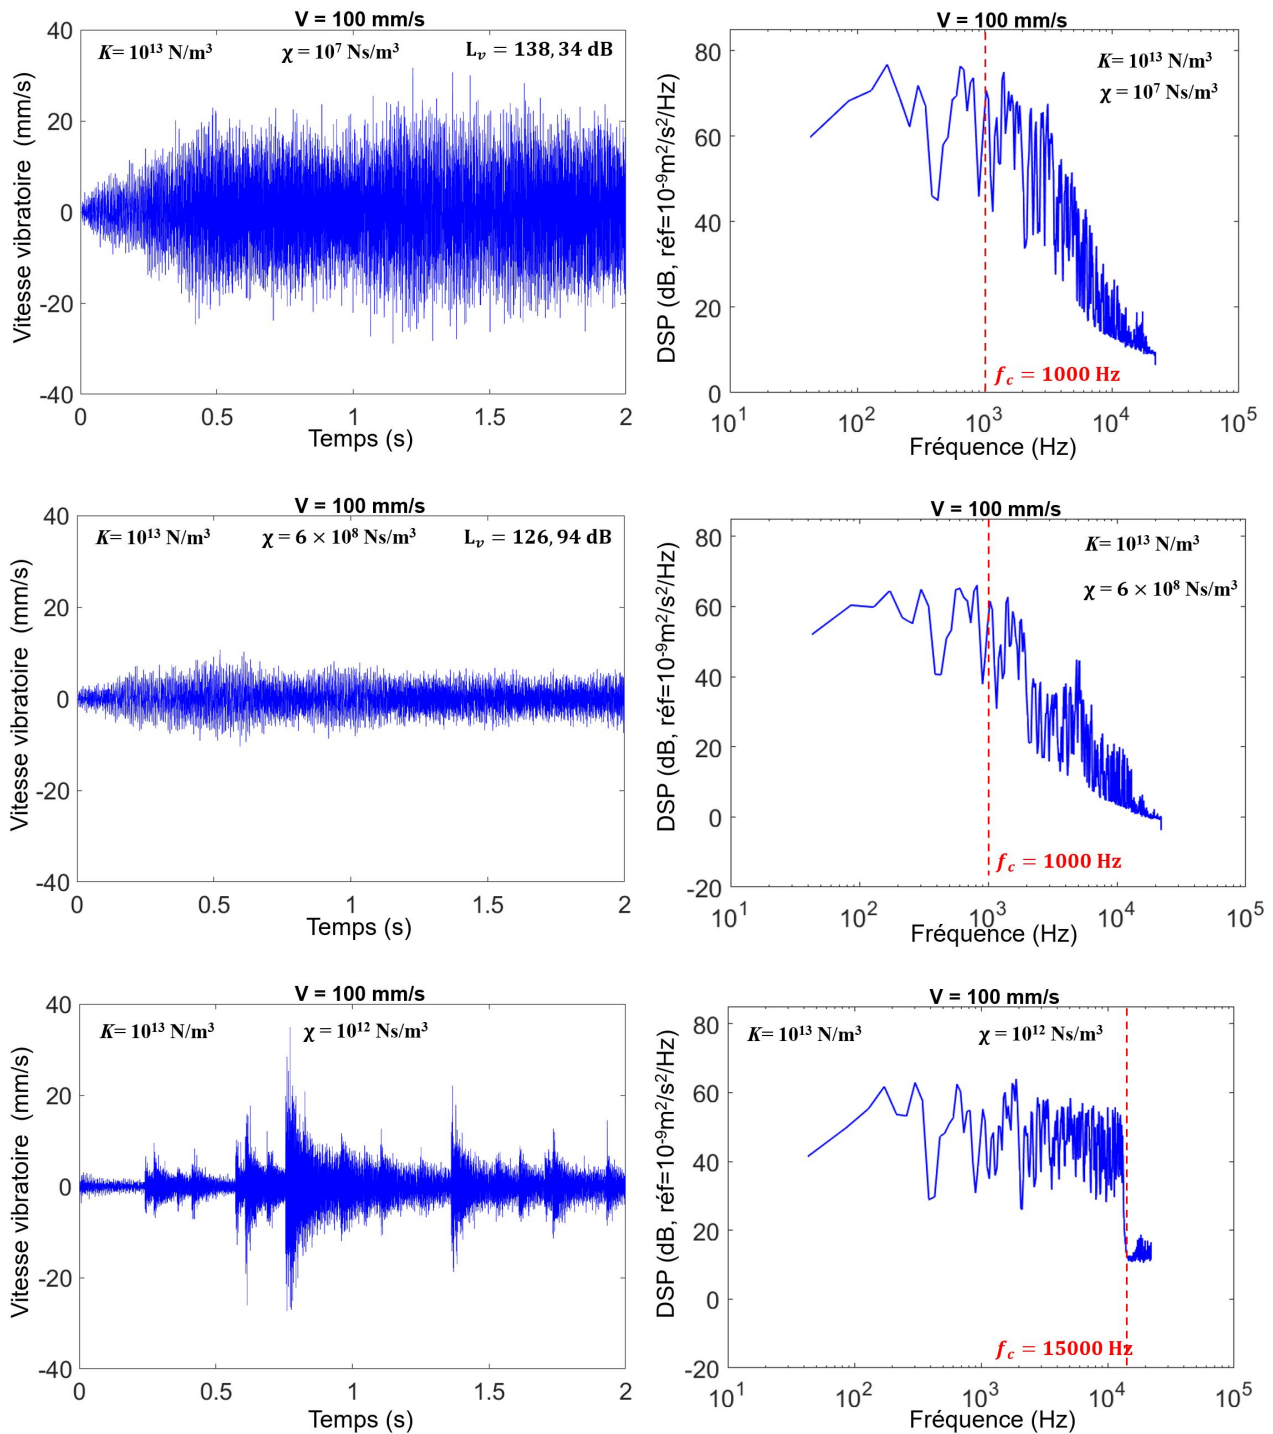 V = 100 mm/s
K= 10¹³ N/m³ χ = 10⁷ Ns/m³ Lᵥ = 138,34 dB
40
20
0
-20
-40
Vitesse vibratoire (mm/s)
0 0.5 1 1.5 2
Temps (s)
V = 100 mm/s
K= 10¹³ N/m³
χ = 10⁷ Ns/m³
80
60
40
20
0
DSP (dB, réf=10⁻⁹m²/s²/Hz)
f_c = 1000 Hz
10¹ 10² 10³ 10⁴ 10⁵
Fréquence (Hz)
V = 100 mm/s
K= 10¹³ N/m³ χ = 6 × 10⁸ Ns/m³ Lᵥ = 126,94 dB
40
20
0
-20
-40
Vitesse vibratoire (mm/s)
0 0.5 1 1.5 2
Temps (s)
V = 100 mm/s
K= 10¹³ N/m³
χ = 6 × 10⁸ Ns/m³
80
60
40
20
0
-20
DSP (dB, réf=10⁻⁹m²/s²/Hz)
f_c = 1000 Hz
10¹ 10² 10³ 10⁴ 10⁵
Fréquence (Hz)
V = 100 mm/s
K= 10¹³ N/m³ χ = 10¹² Ns/m³
40
20
0
-20
-40
Vitesse vibratoire (mm/s)
0 0.5 1 1.5 2
Temps (s)
V = 100 mm/s
K= 10¹³ N/m³ χ = 10¹² Ns/m³
80
60
40
20
0
-20
DSP (dB, réf=10⁻⁹m²/s²/Hz)
f_c = 15000 Hz
10¹ 10² 10³ 10⁴ 10⁵
Fréquence (Hz)